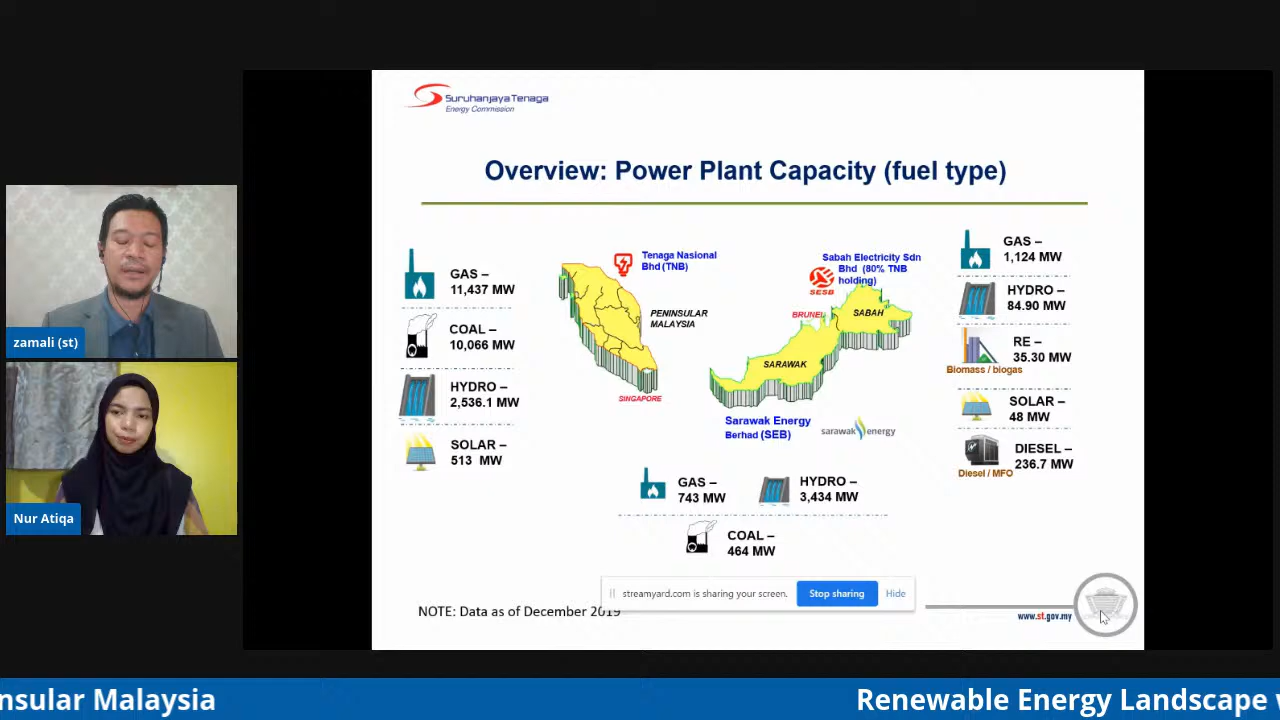 Suruhanjaya Tenaga
Energy Commission
Overview: Power Plant Capacity (fuel type)
GAS –
11,437 MW
COAL –
10,066 MW
HYDRO –
2,536.1 MW
SOLAR –
513 MW
Tenaga Nasional
Bhd (TNB)
PENINSULAR
MALAYSIA
SINGAPORE
Sabah Electricity Sdn
Bhd (80% TNB
holding)
SESB
BRUNEI
SABAH
SARAWAK
Sarawak Energy
Berhad (SEB)
sarawak energy
GAS –
743 MW
HYDRO –
3,434 MW
COAL –
464 MW
GAS –
1,124 MW
HYDRO –
84.90 MW
RE –
35.30 MW
Biomass / biogas
SOLAR –
48 MW
DIESEL –
236.7 MW
Diesel / MFO
streamyard.com is sharing your screen.
Stop sharing
Hide
NOTE: Data as of December 2019
www.st.gov.my
zamali (st)
Nur Atiqa
nsular Malaysia
Renewable Energy Landscape